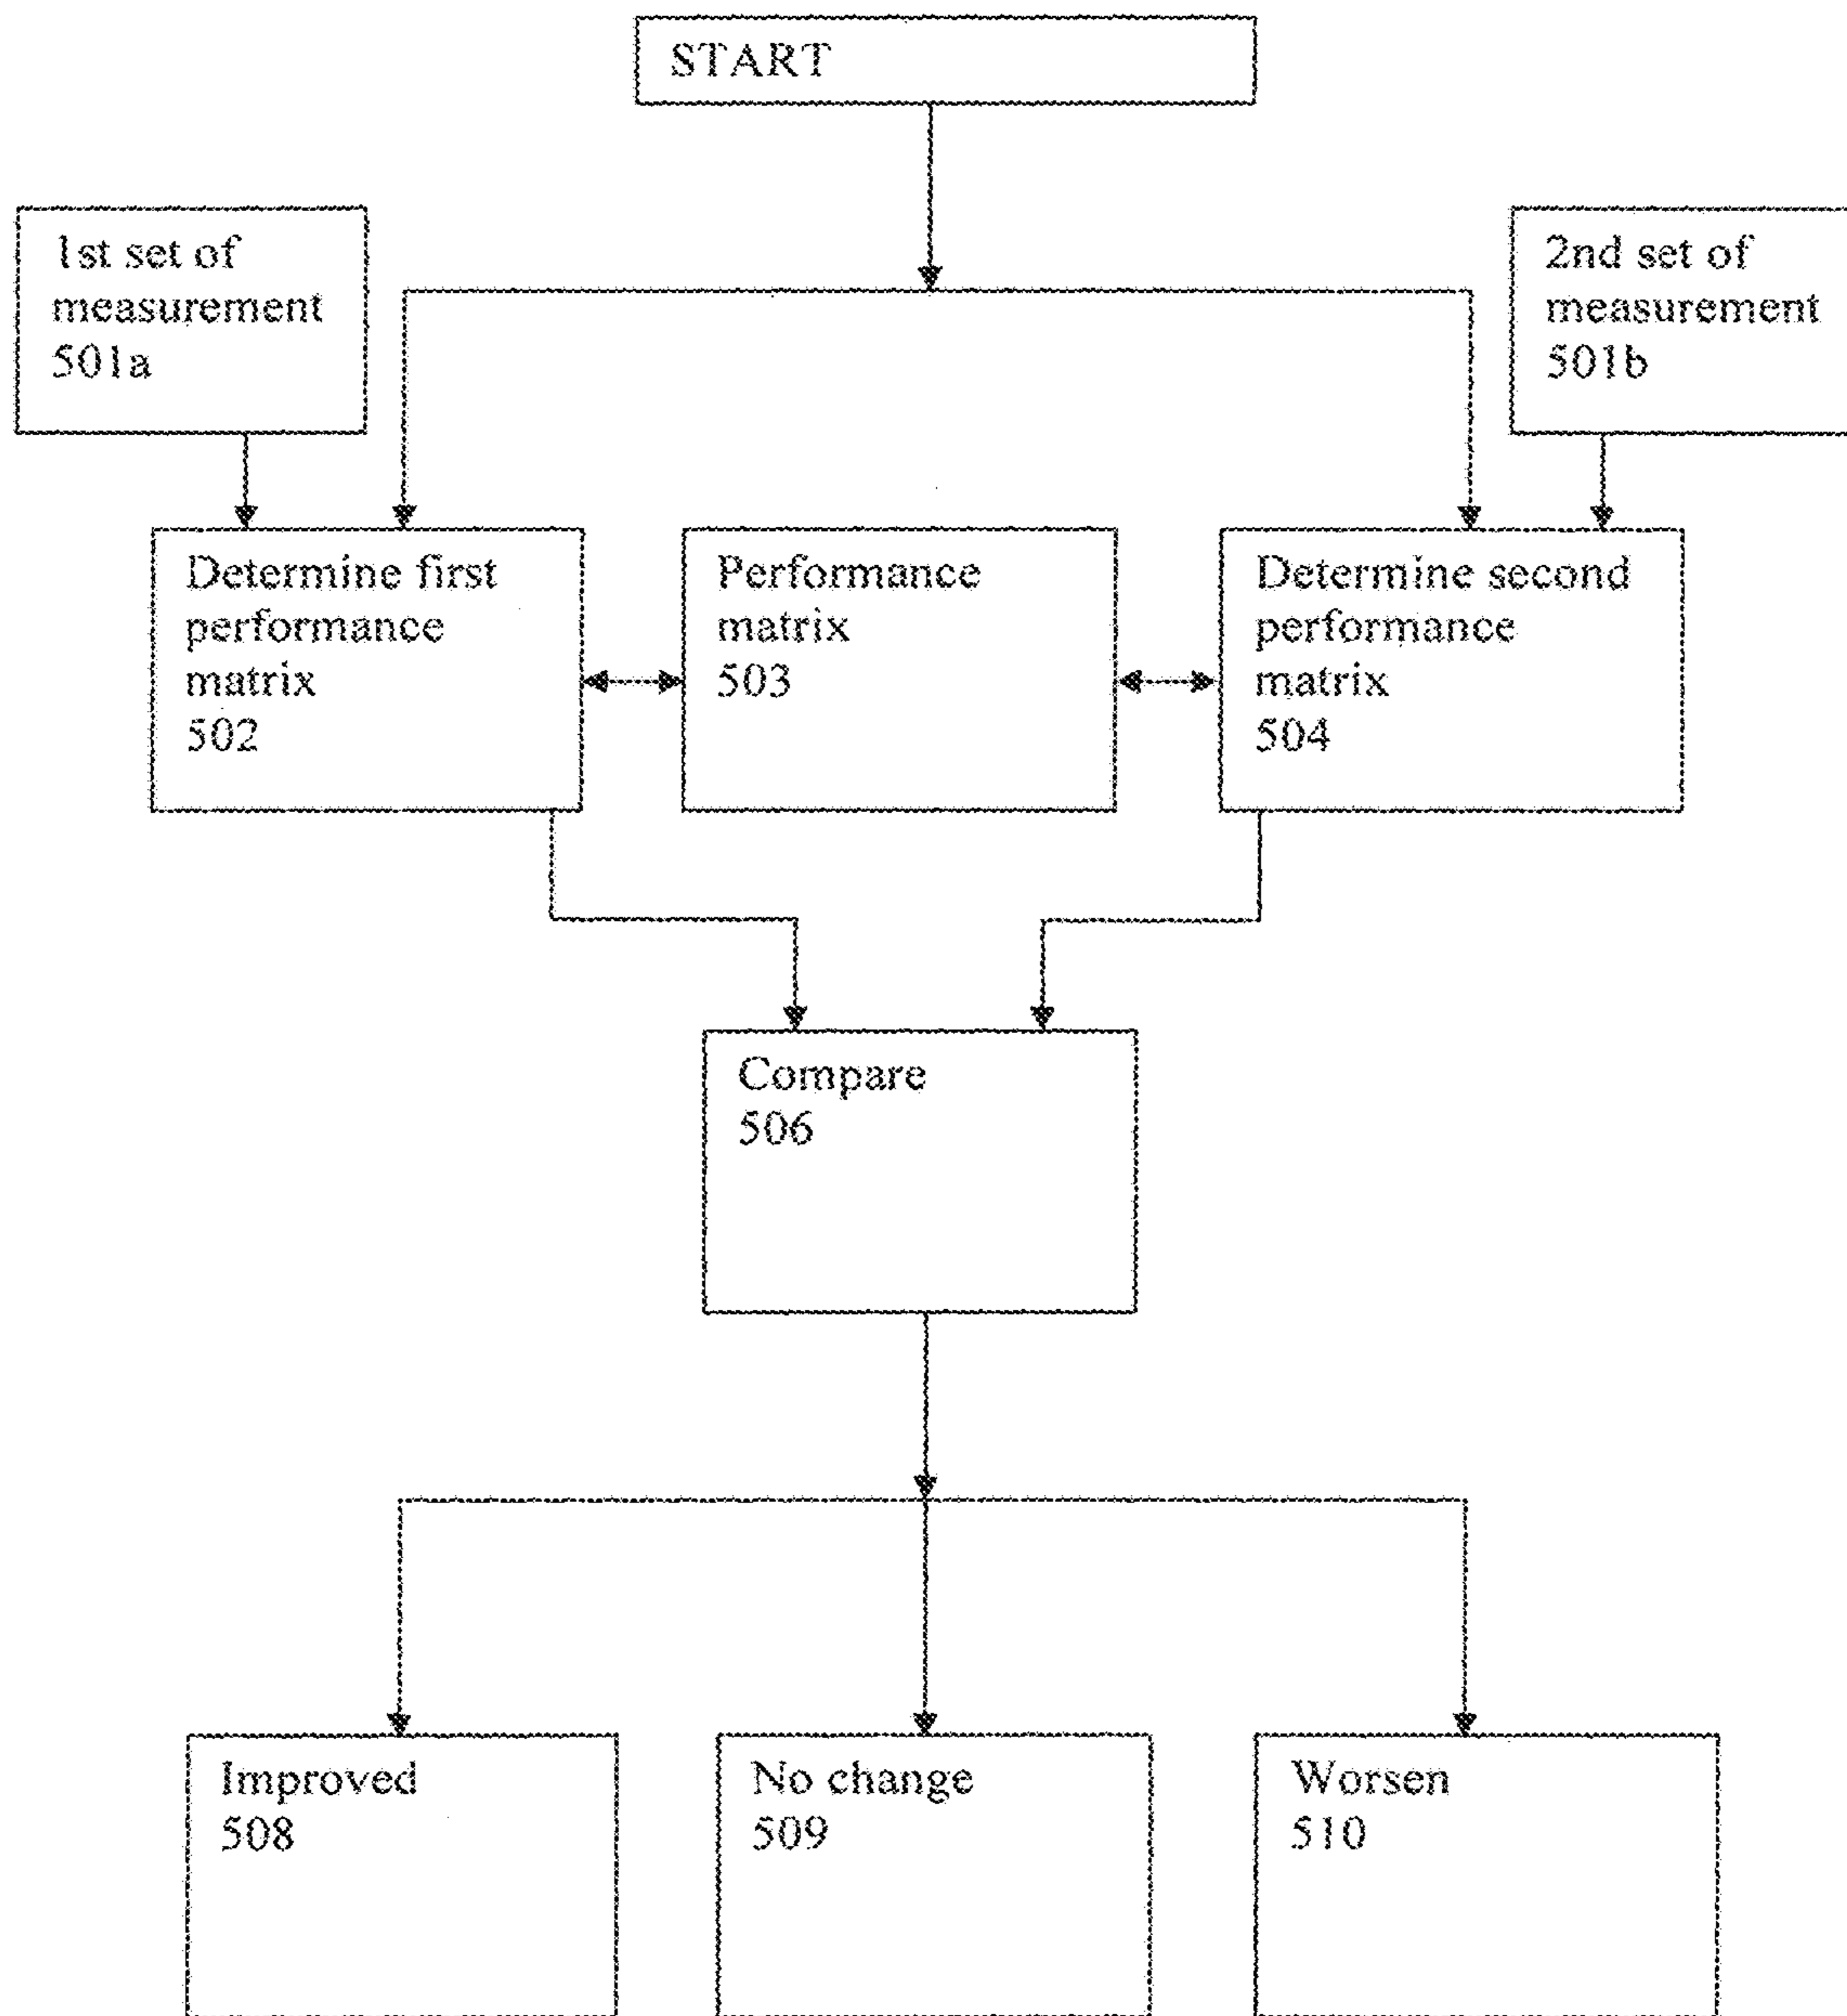 START
1st set of
measurement
501a
2nd set of
measurement
501b
Determine first
performance
matrix
502
Performance
matrix
503
Determine second
performance
matrix
504
Compare
506
Improved
508
No change
509
Worsen
510